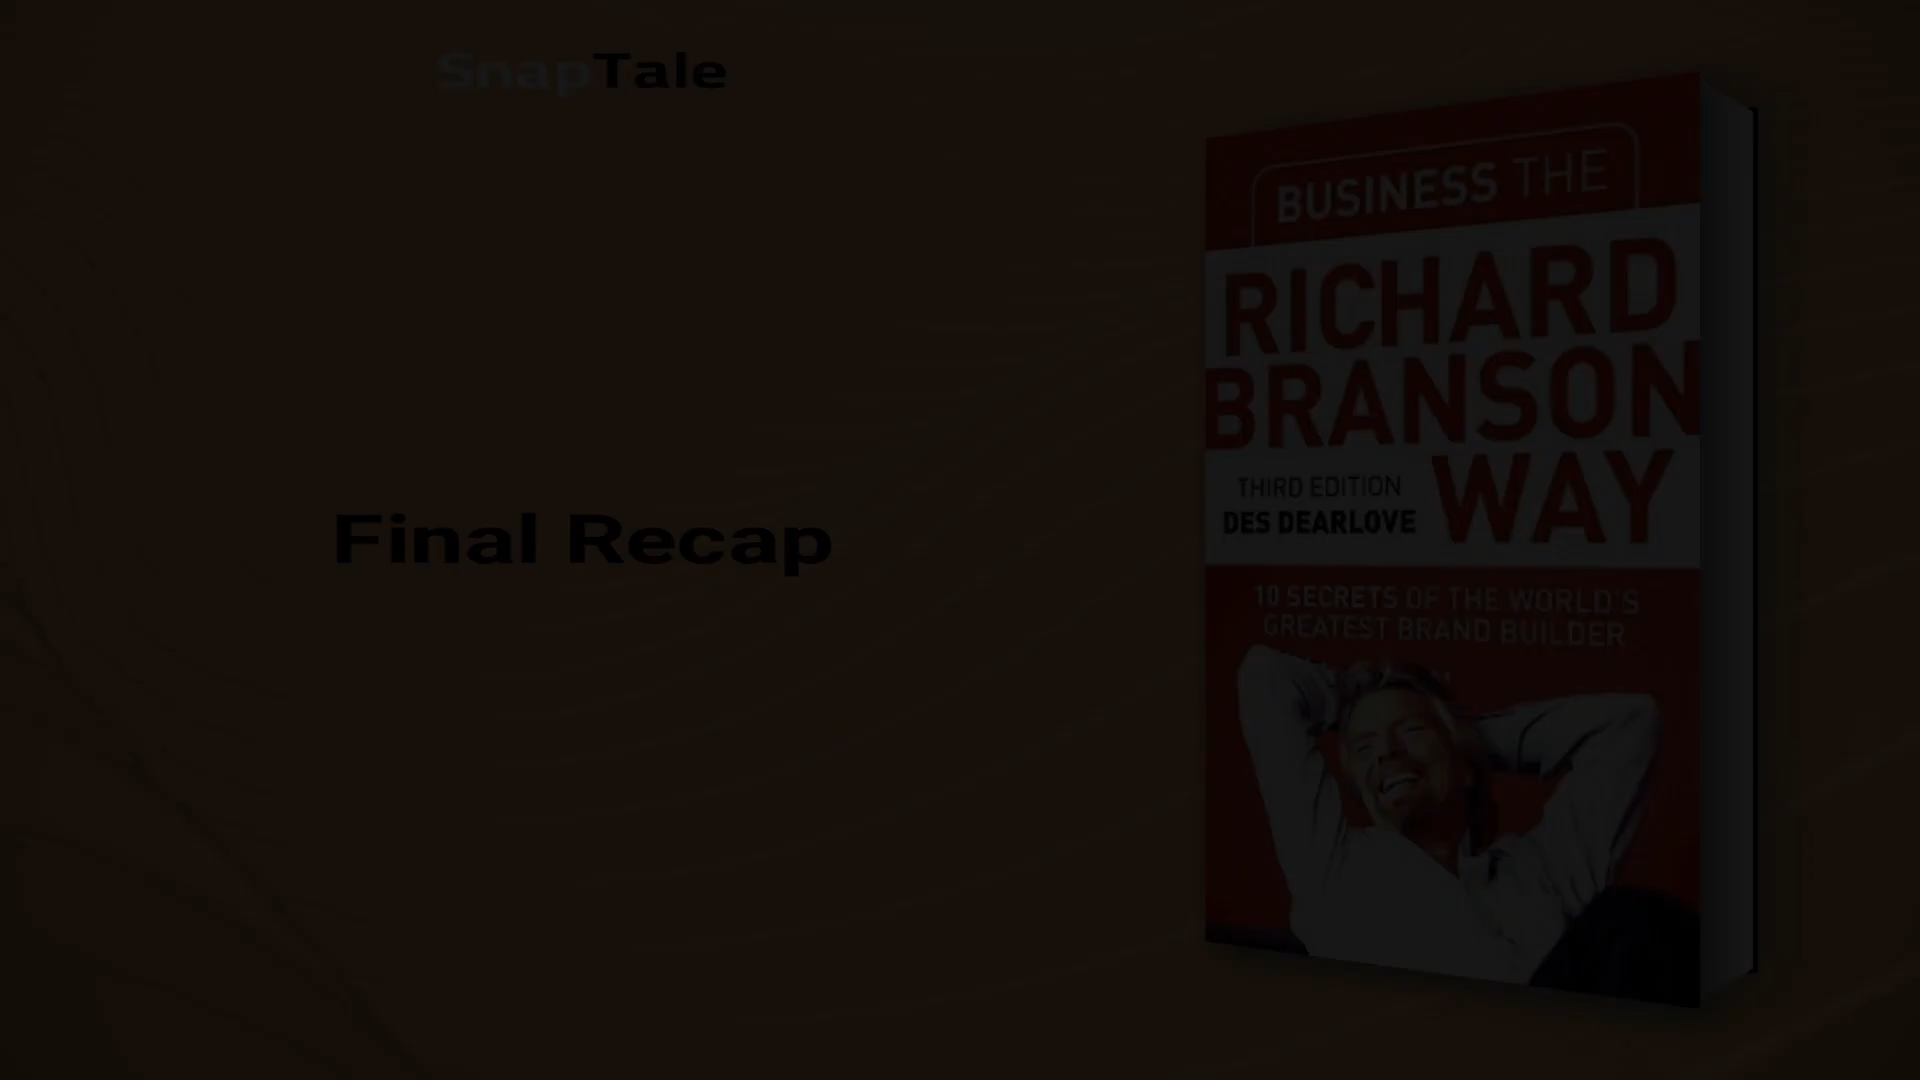 SnapTale
Final Recap
BUSINESS THE
RICHARD
BRANSON
THIRD EDITION
DES DEARLOVE
WAY
10 SECRETS OF THE WORLD'S
GREATEST BRAND BUILDER